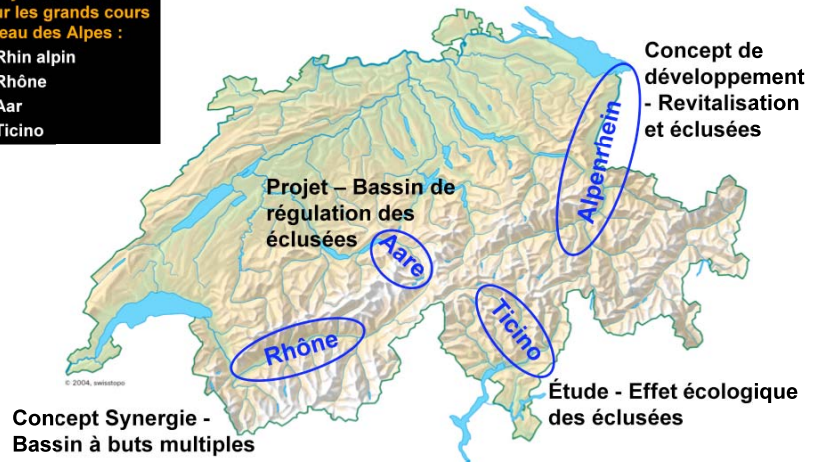 ur les grands cours
eau des Alpes :
Rhin alpin
Rhône
Aar
Ticino
Concept de
développement
- Revitalisation
et éclusées
Alpenrhein
Projet – Bassin de
régulation des
éclusées
Aare
Ticino
Rhône
© 2004, swisstopo
Étude - Effet écologique
des éclusées
Concept Synergie -
Bassin à buts multiples